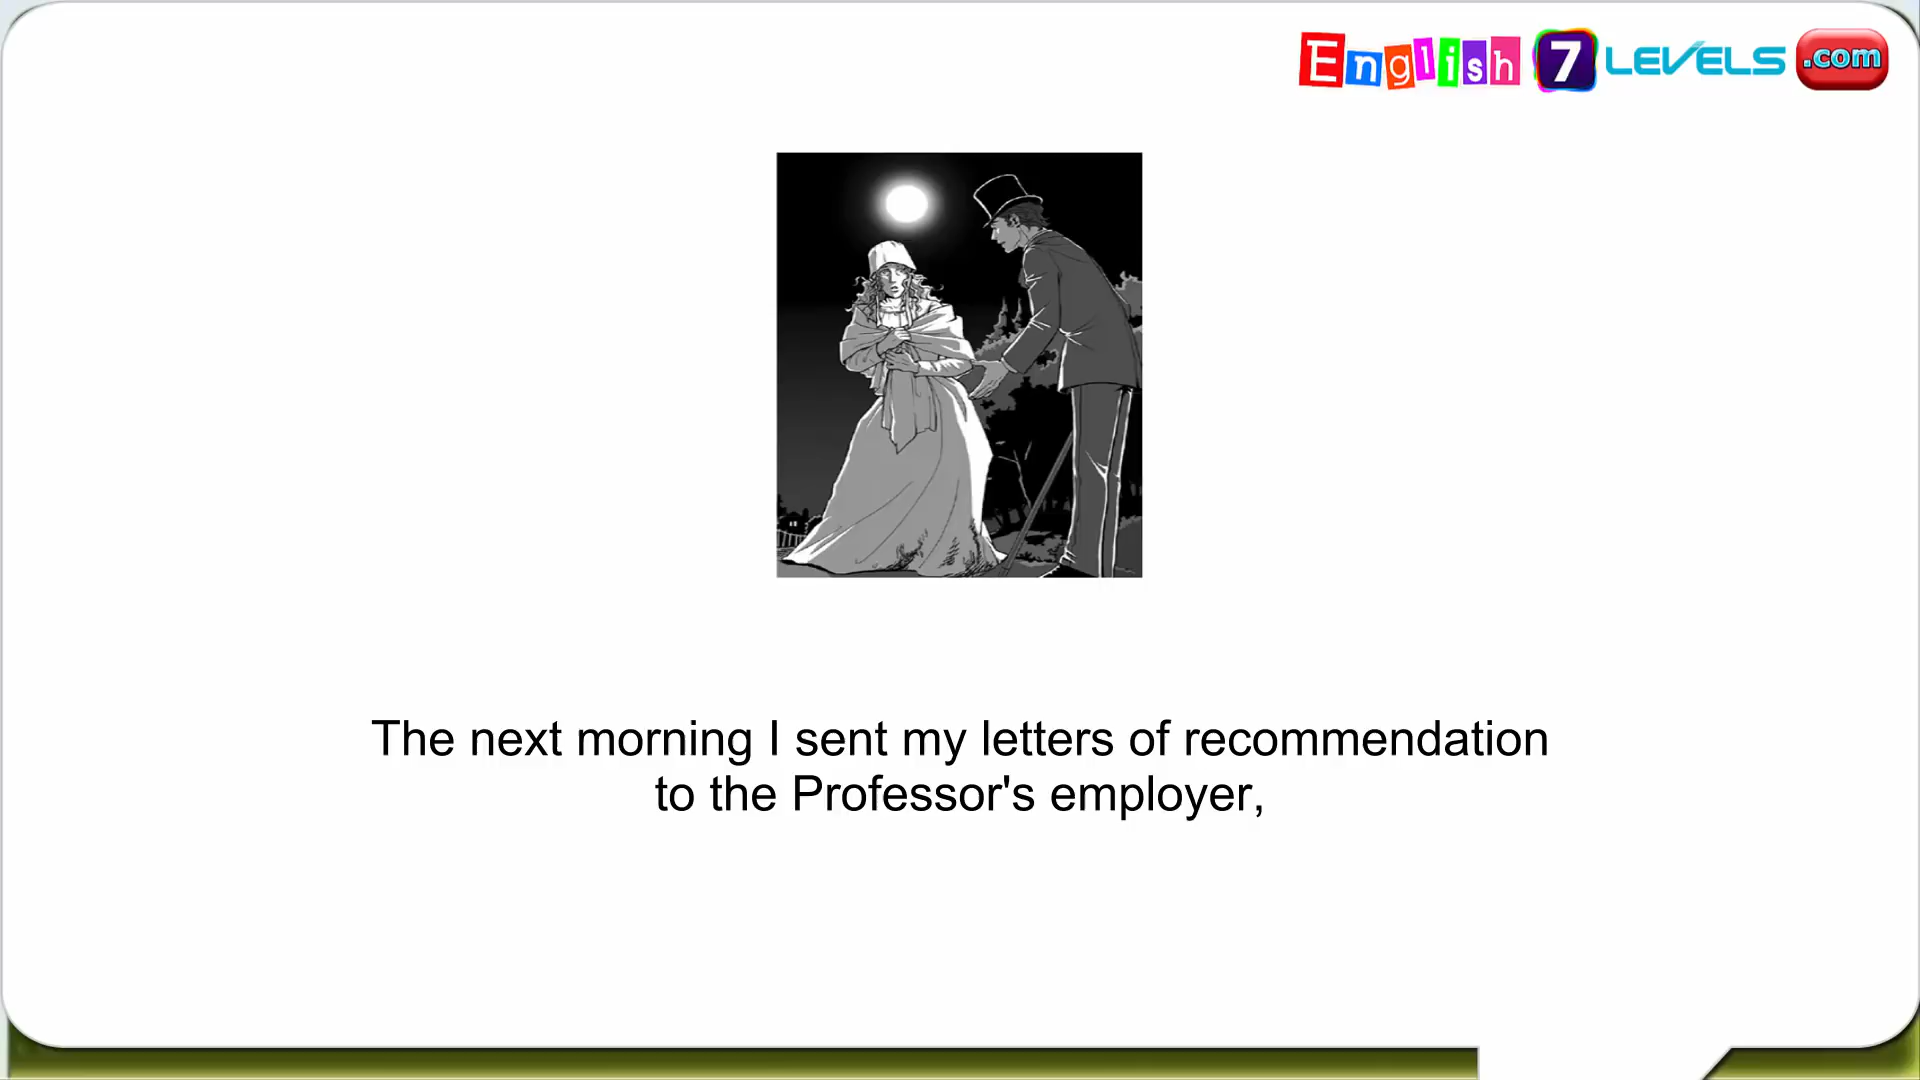 English 7 LEVELS .com
The next morning I sent my letters of recommendation
to the Professor's employer,